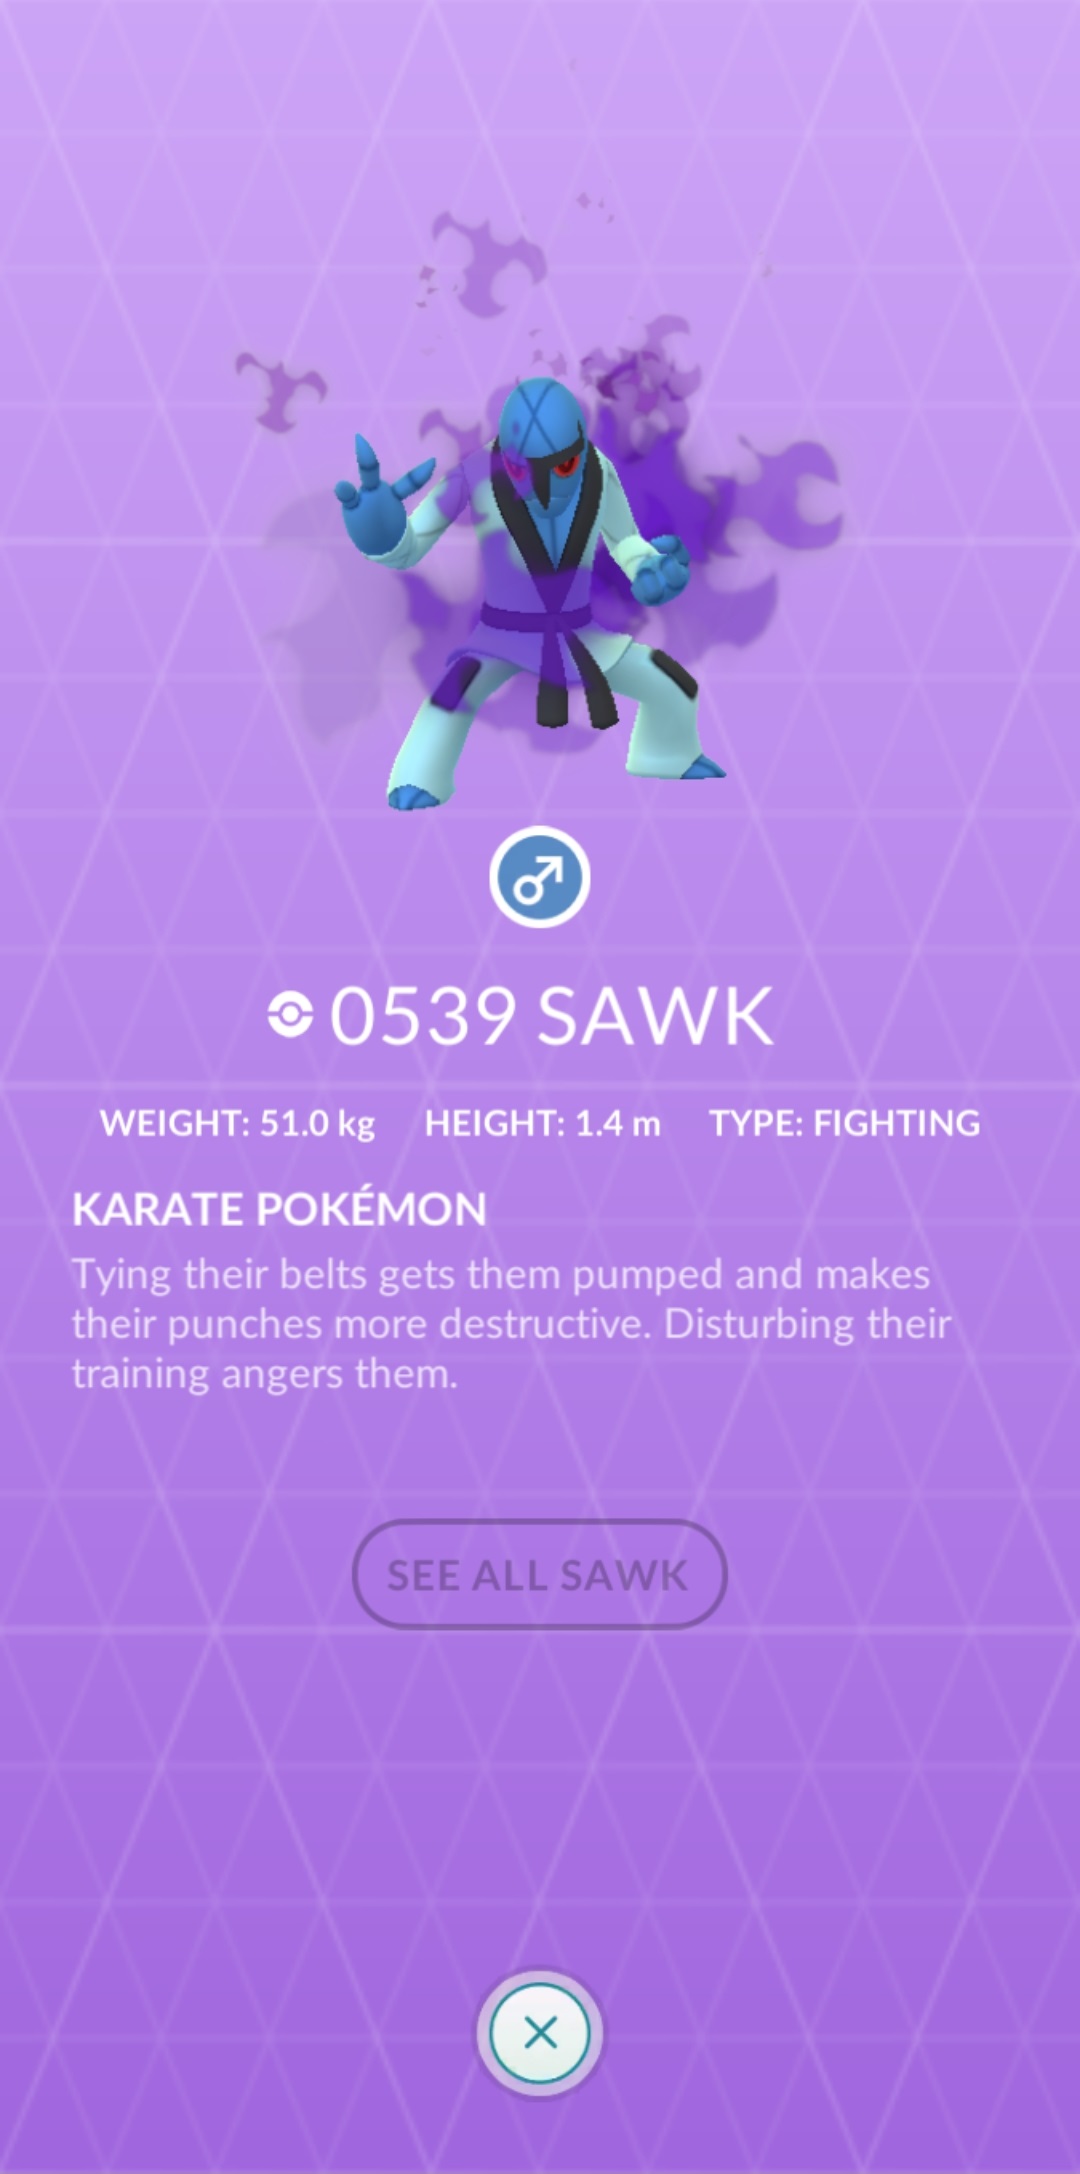 0539 SAWK
WEIGHT: 51.0 kg HEIGHT: 1.4 m TYPE: FIGHTING
KARATE POKÉMON
Tying their belts gets them pumped and makes
their punches more destructive. Disturbing their
training angers them.
SEE ALL SAWK